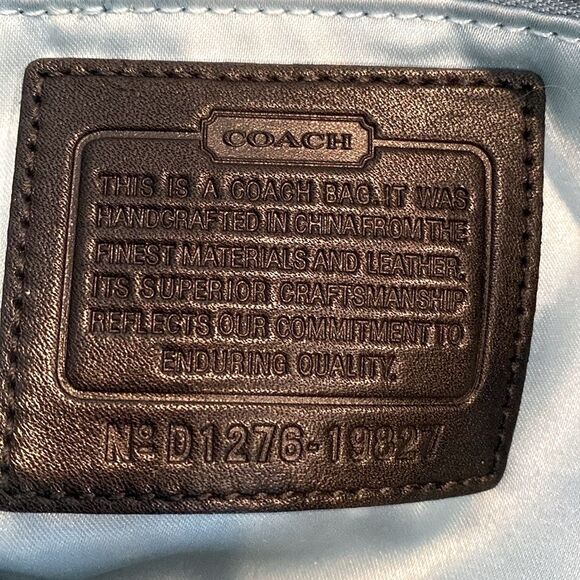 COACH
THIS IS A COACH BAG. IT WAS
HANDCRAFTED IN CHINA FROM THE
FINEST MATERIALS AND LEATHER.
ITS SUPERIOR CRAFTSMANSHIP
REFLECTS OUR COMMITMENT TO
ENDURING QUALITY.
Nº D1276-19827